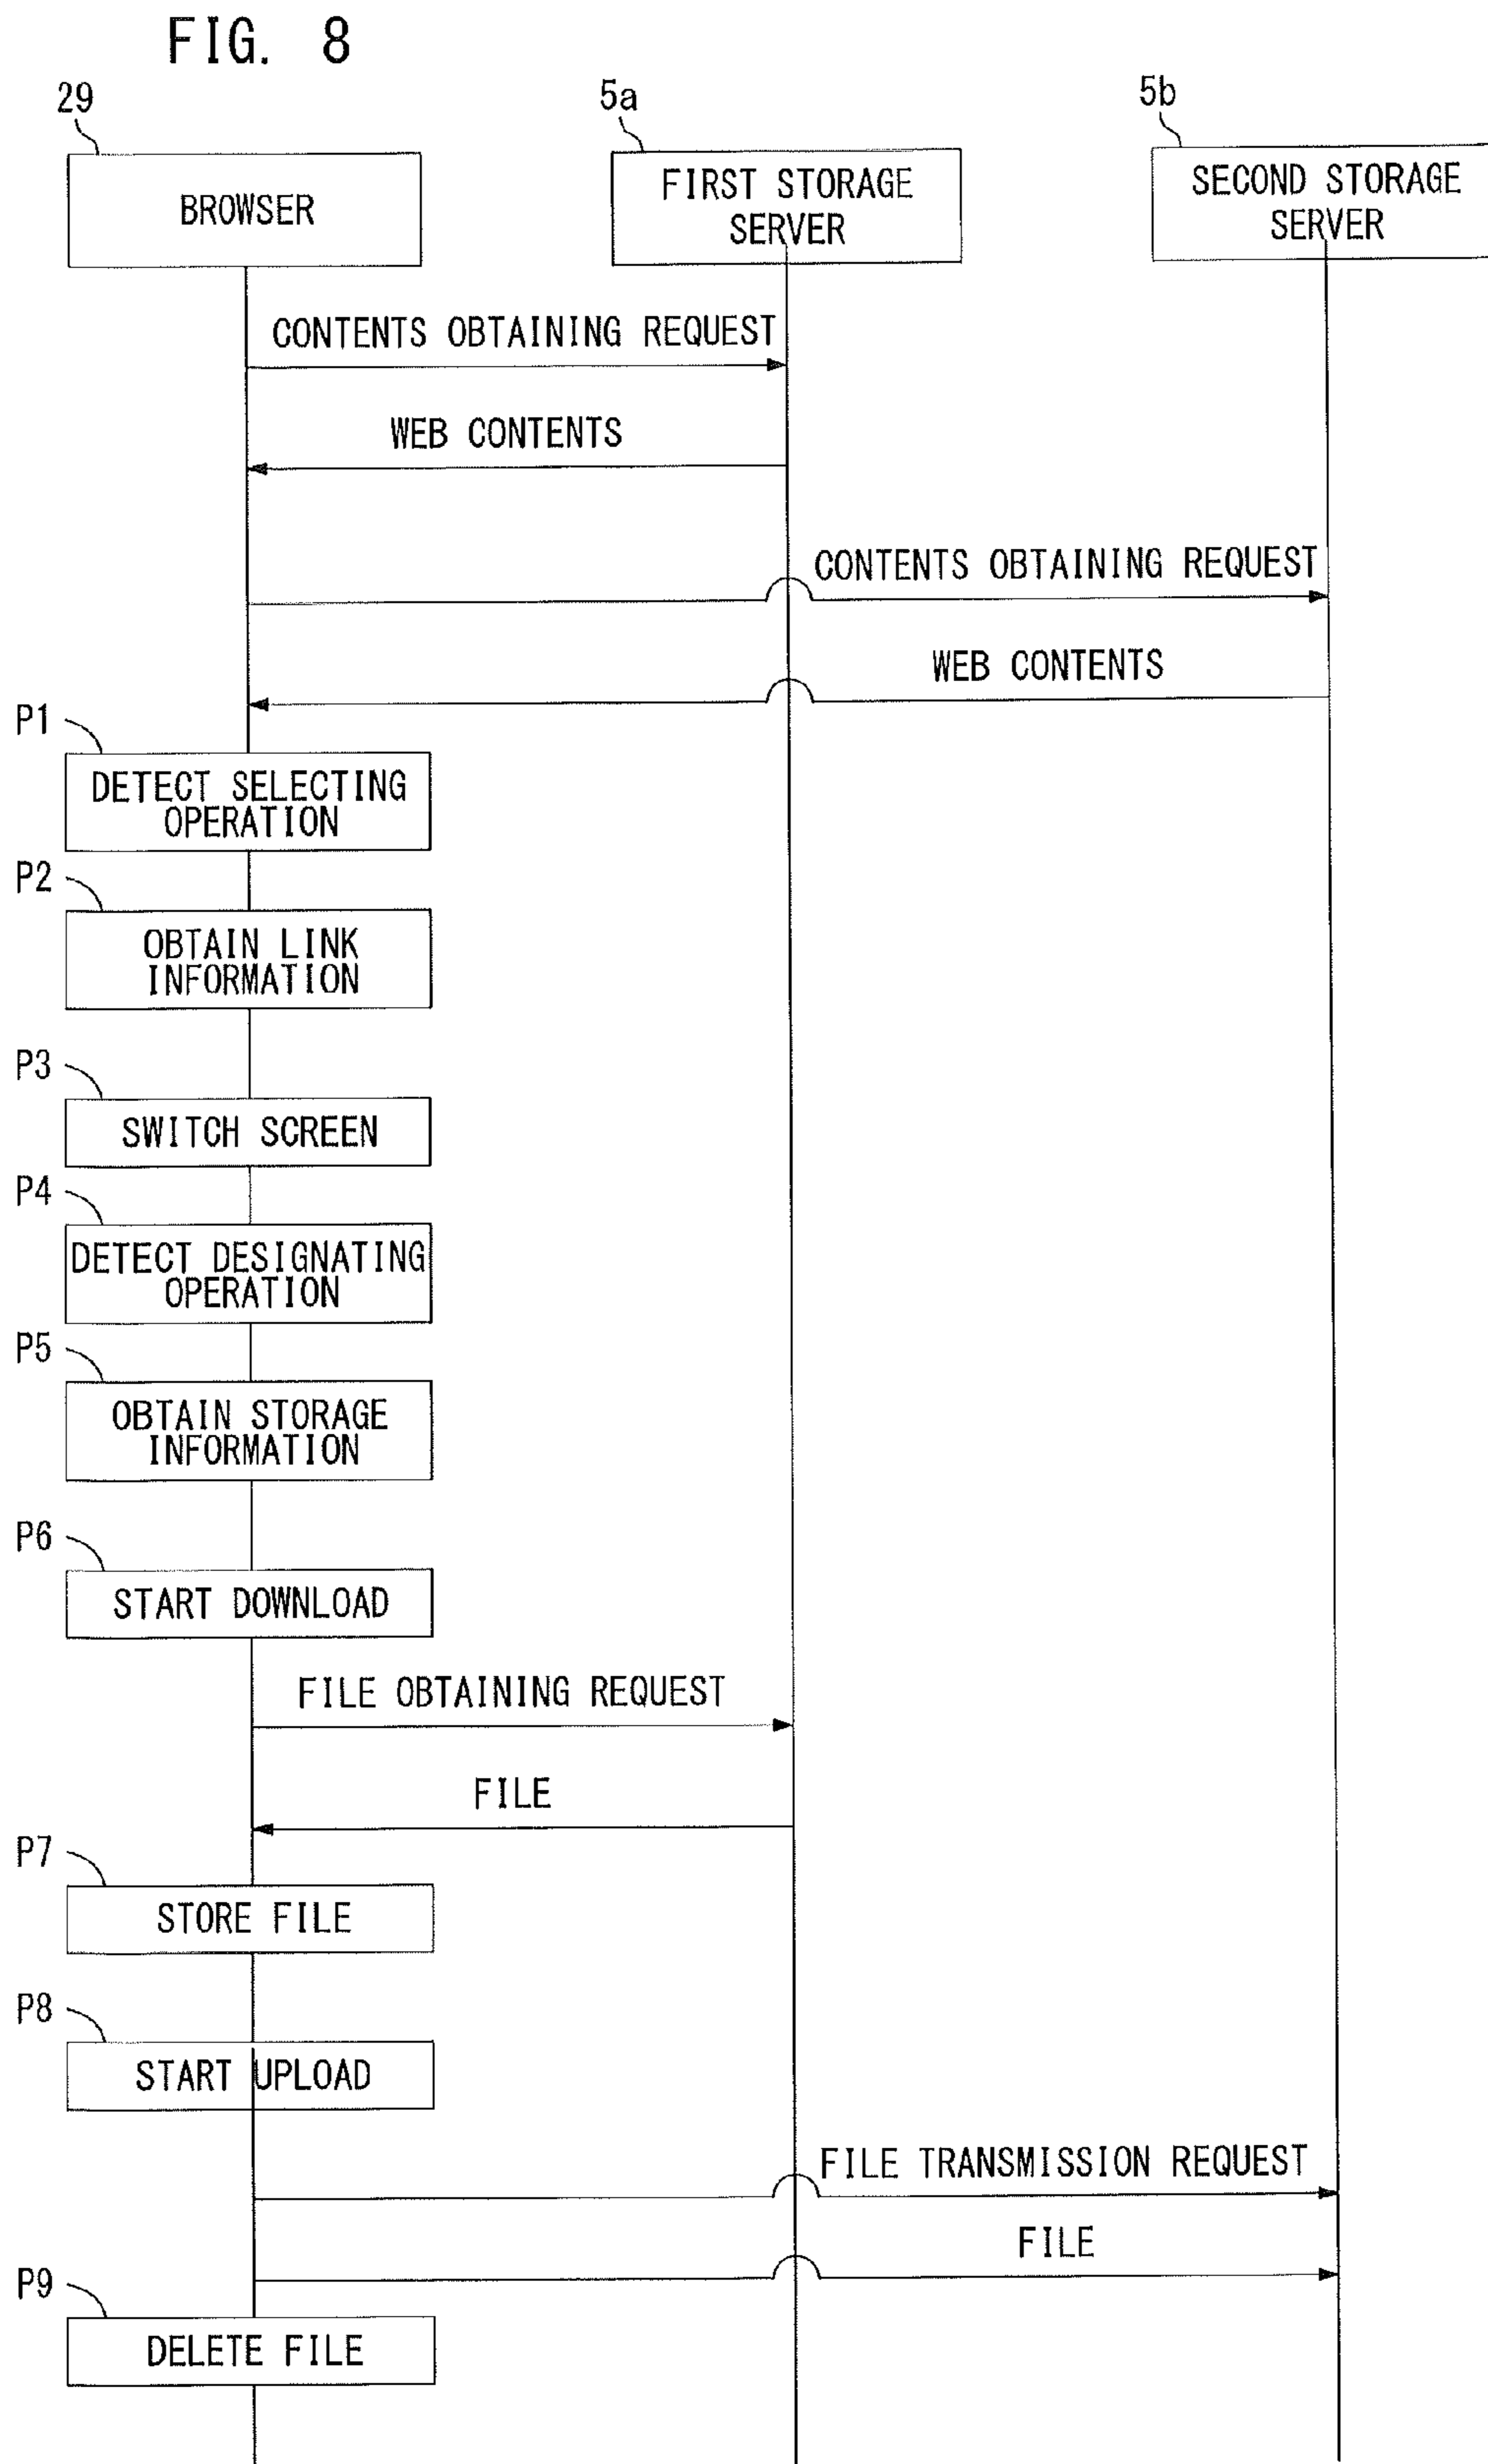 FIG. 8
29
5a
5b
BROWSER
FIRST STORAGE
SERVER
SECOND STORAGE
SERVER
CONTENTS OBTAINING REQUEST
WEB CONTENTS
CONTENTS OBTAINING REQUEST
WEB CONTENTS
P1
DETECT SELECTING
OPERATION
P2
OBTAIN LINK
INFORMATION
P3
SWITCH SCREEN
P4
DETECT DESIGNATING
OPERATION
P5
OBTAIN STORAGE
INFORMATION
P6
START DOWNLOAD
FILE OBTAINING REQUEST
FILE
P7
STORE FILE
P8
START UPLOAD
FILE TRANSMISSION REQUEST
FILE
P9
DELETE FILE